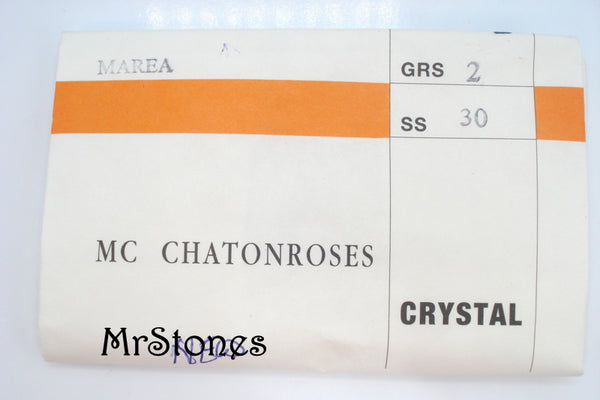 MAREA
GRS 2
SS 30
MC CHATONROSES
CRYSTAL
MrStones